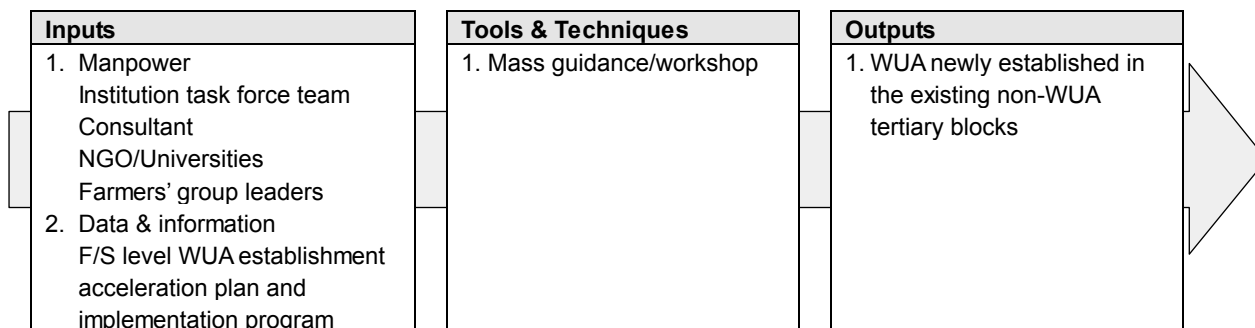 Inputs
1. Manpower
Institution task force team
Consultant
NGO/Universities
Farmers' group leaders
2. Data & information
F/S level WUA establishment
acceleration plan and
implementation program
Tools & Techniques
1. Mass guidance/workshop
Outputs
1. WUA newly established in
the existing non-WUA
tertiary blocks